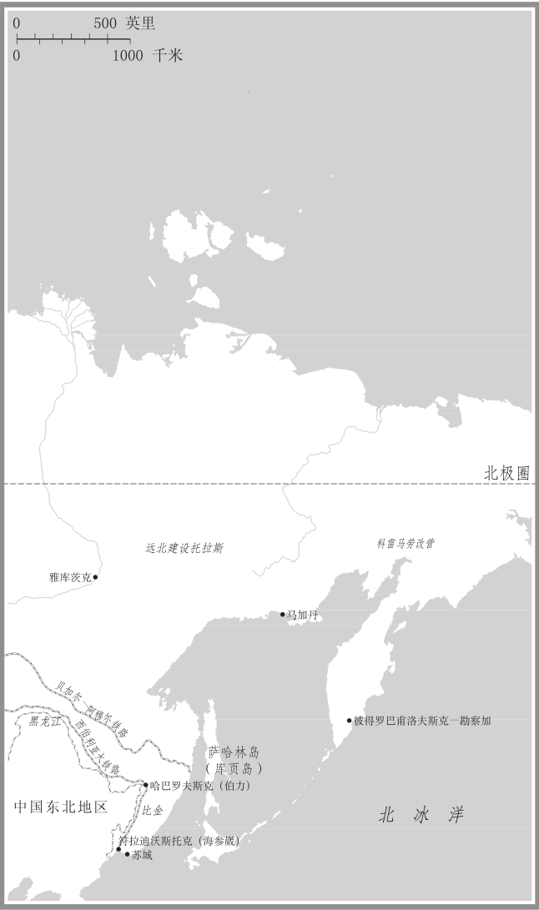 0 500 英里
0 1000 千米
北极圈
远北建设托拉斯
科雷马劳改营
雅库茨克
马加丹
贝加尔—阿穆尔铁路
黑龙江
西伯利亚大铁路
彼得罗巴甫洛夫斯克—勘察加
萨哈林岛
（库页岛）
哈巴罗夫斯克（伯力）
中国东北地区
比金
北冰洋
符拉迪沃斯托克（海参崴）
苏城